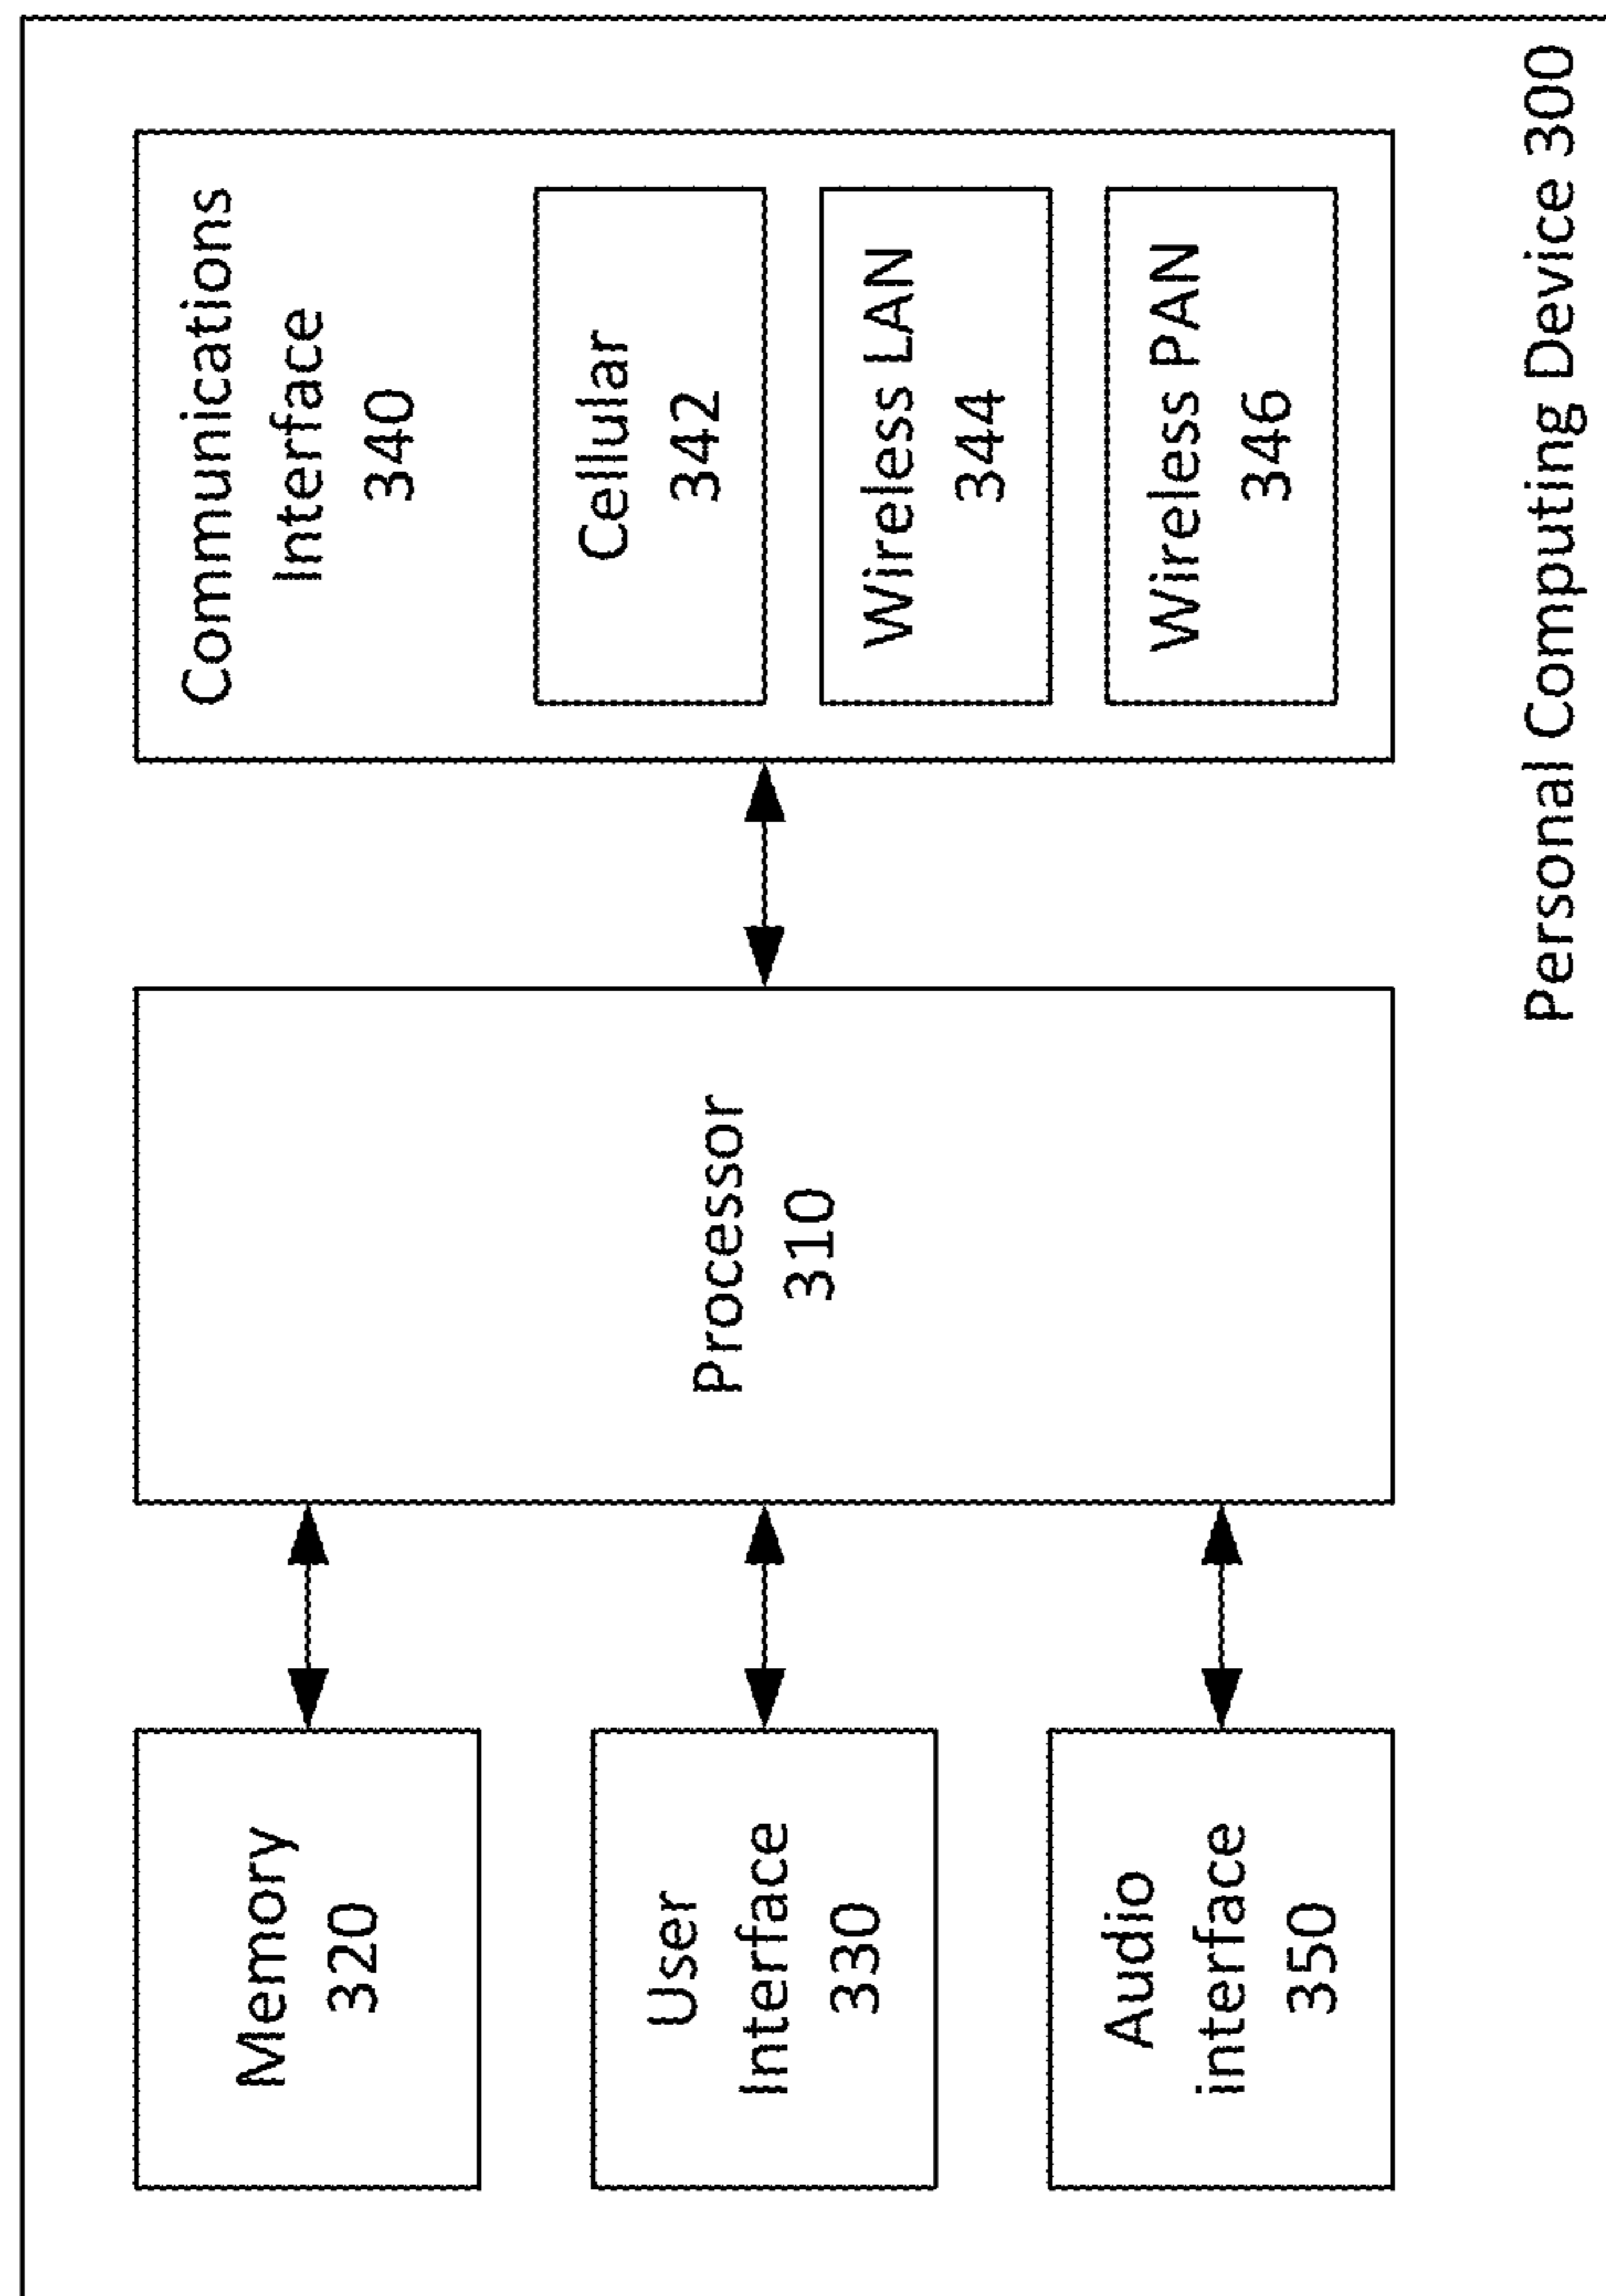 Memory
320
User
Interface
330
Audio
interface
350
Processor
310
Communications
Interface
340
Cellular
342
Wireless LAN
344
Wireless PAN
346
Personal Computing Device 300